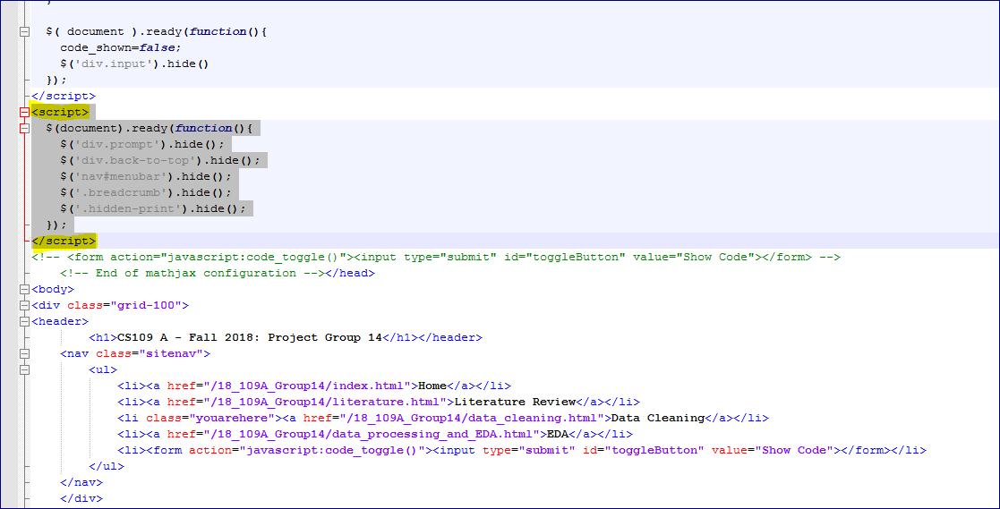 $( document ).ready(function(){
code_shown=false;
$('div.input').hide()
});
</script>
<script>
$(document).ready(function(){
$('div.prompt').hide();
$('div.back-to-top').hide();
$('nav#menubar').hide();
$('.breadcrumb').hide();
$('.hidden-print').hide();
});
</script>
<!-- <form action="javascript:code_toggle()"><input type="submit" id="toggleButton" value="Show Code"></form> -->
<!-- End of mathjax configuration --></head>
<body>
<div class="grid-100">
<header>
<h1>CS109 A - Fall 2018: Project Group 14</h1></header>
<nav class="sitenav">
<ul>
<li><a href="/18_109A_Group14/index.html">Home</a></li>
<li><a href="/18_109A_Group14/literature.html">Literature Review</a></li>
<li class="youarehere"><a href="/18_109A_Group14/data_cleaning.html">Data Cleaning</a></li>
<li><a href="/18_109A_Group14/data_processing_and_EDA.html">EDA</a></li>
<li><form action="javascript:code_toggle()"><input type="submit" id="toggleButton" value="Show Code"></form></li>
</ul>
</nav>
</div>